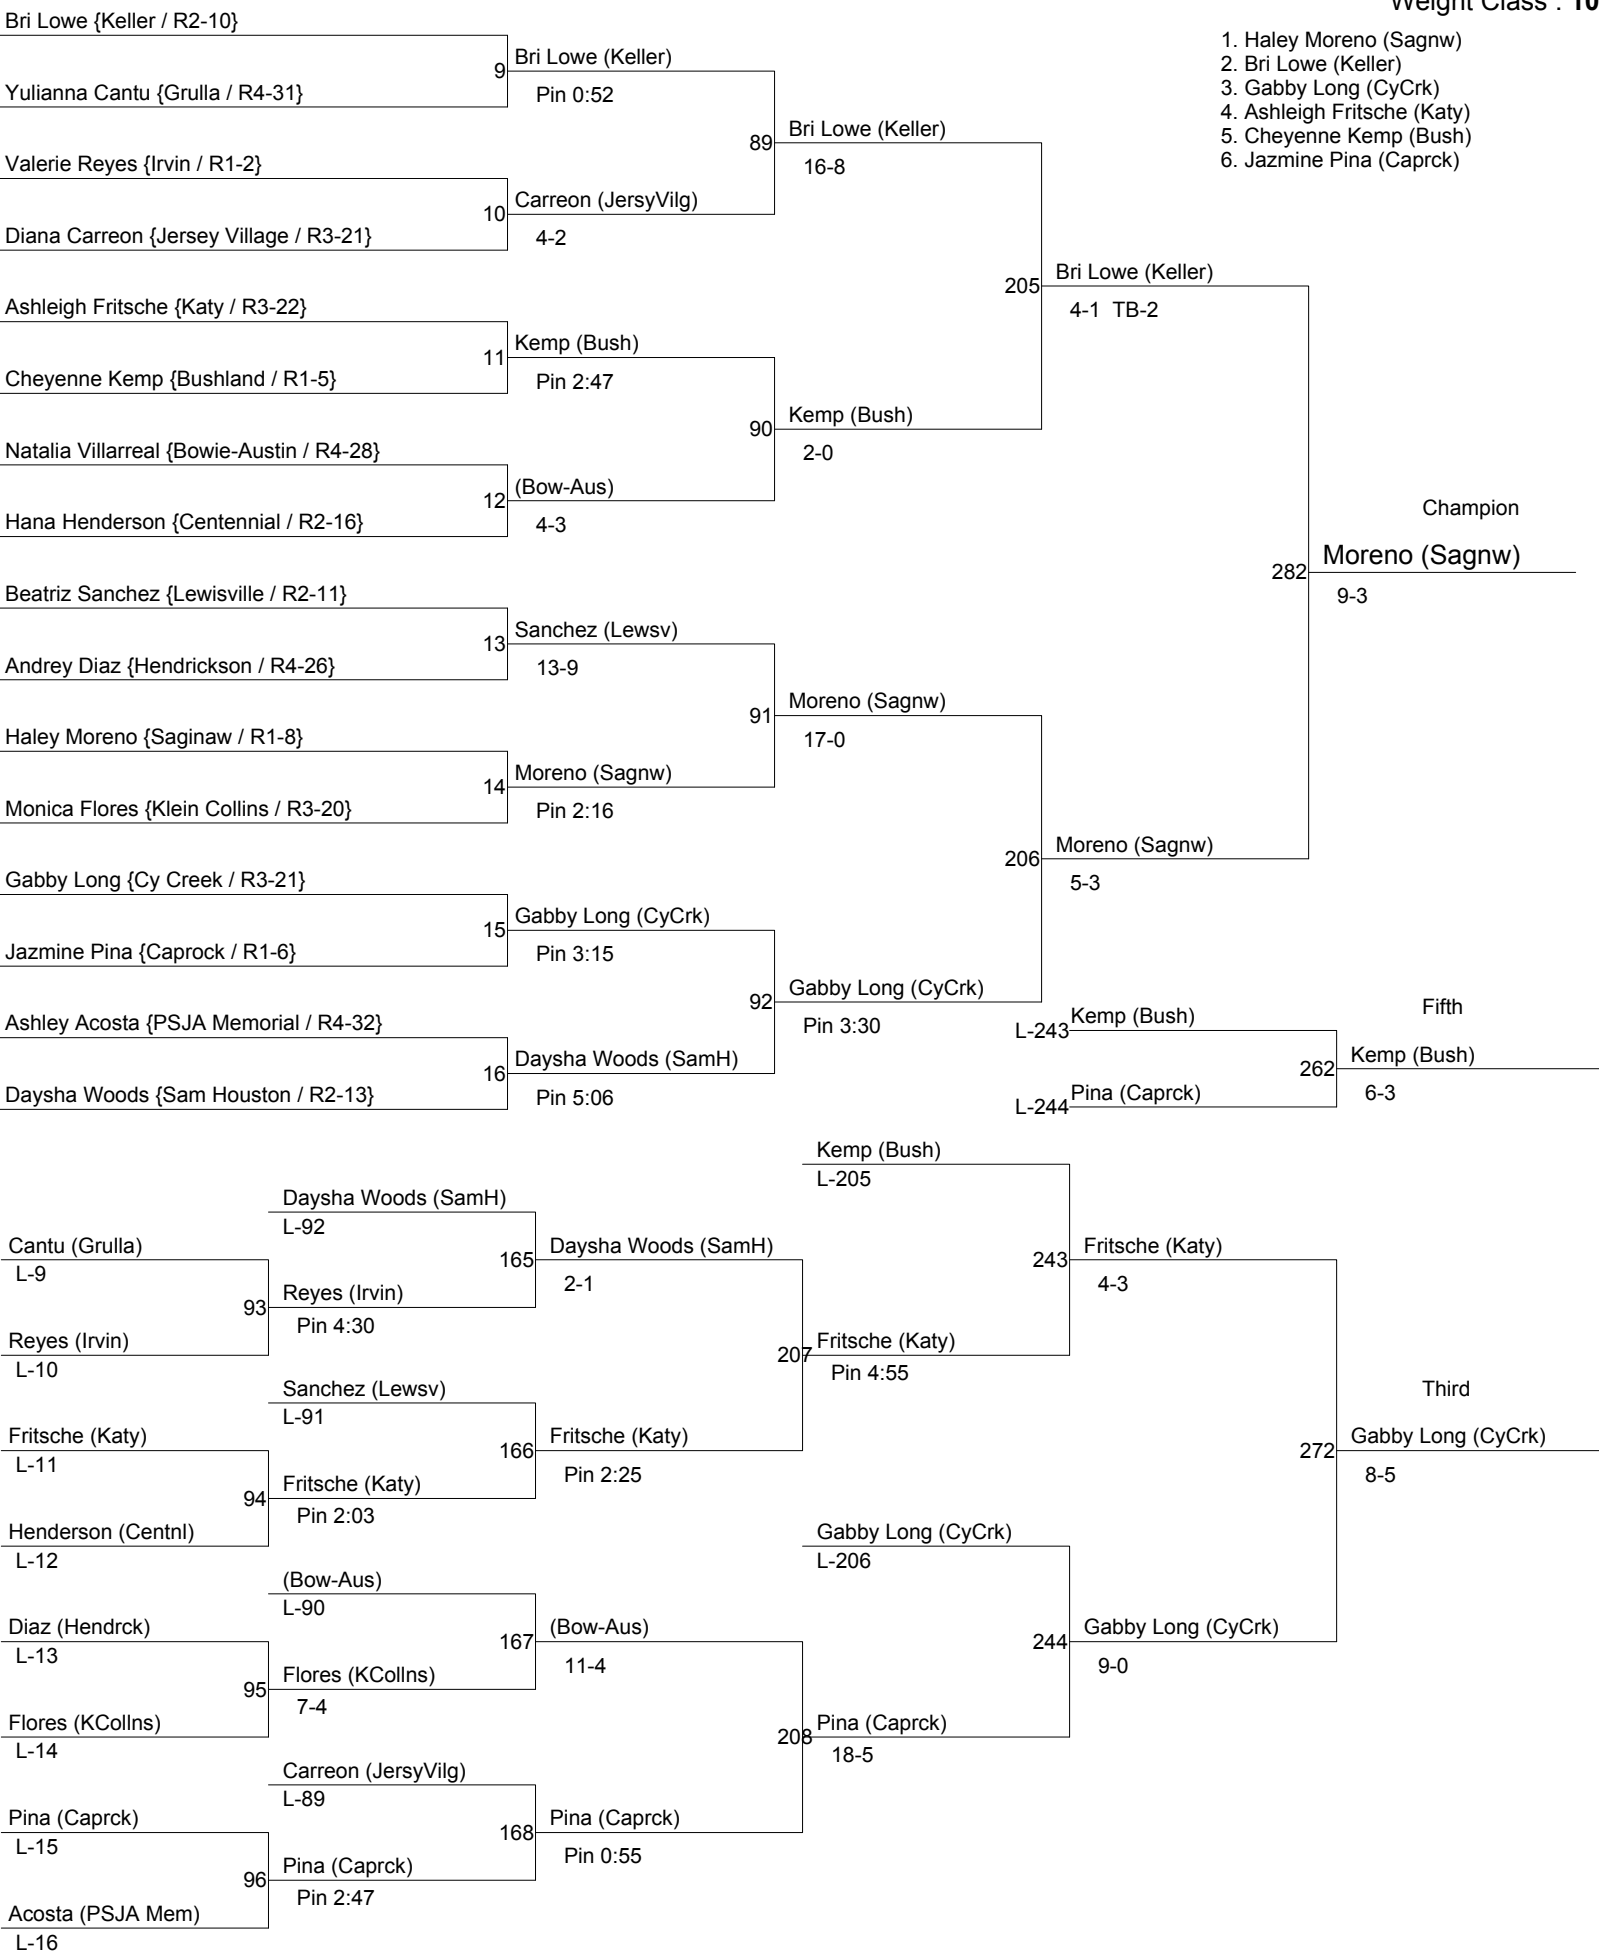 Weight Class : 10
1. Haley Moreno (Sagnw)
2. Bri Lowe (Keller)
3. Gabby Long (CyCrk)
4. Ashleigh Fritsche (Katy)
5. Cheyenne Kemp (Bush)
6. Jazmine Pina (Caprck)
Bri Lowe {Keller / R2-10}
Yulianna Cantu {Grulla / R4-31}
Valerie Reyes {Irvin / R1-2}
Diana Carreon {Jersey Village / R3-21}
Ashleigh Fritsche {Katy / R3-22}
Cheyenne Kemp {Bushland / R1-5}
Natalia Villarreal {Bowie-Austin / R4-28}
Hana Henderson {Centennial / R2-16}
Beatriz Sanchez {Lewisville / R2-11}
Andrey Diaz {Hendrickson / R4-26}
Haley Moreno {Saginaw / R1-8}
Monica Flores {Klein Collins / R3-20}
Gabby Long {Cy Creek / R3-21}
Jazmine Pina {Caprock / R1-6}
Ashley Acosta {PSJA Memorial / R4-32}
Daysha Woods {Sam Houston / R2-13}
9 Bri Lowe (Keller)
Pin 0:52
10 Carreon (JersyVilg)
4-2
11 Kemp (Bush)
Pin 2:47
12 (Bow-Aus)
4-3
13 Sanchez (Lewsv)
13-9
14 Moreno (Sagnw)
Pin 2:16
15 Gabby Long (CyCrk)
Pin 3:15
16 Daysha Woods (SamH)
Pin 5:06
89 Bri Lowe (Keller)
16-8
90 Kemp (Bush)
2-0
91 Moreno (Sagnw)
17-0
92 Gabby Long (CyCrk)
Pin 3:30
205 Bri Lowe (Keller)
4-1 TB-2
206 Moreno (Sagnw)
5-3
Champion
282 Moreno (Sagnw)
9-3
Fifth
L-243 Kemp (Bush)
L-244 Pina (Caprck)
262 Kemp (Bush)
6-3
Cantu (Grulla)
L-9
Reyes (Irvin)
L-10
Fritsche (Katy)
L-11
Henderson (Centnl)
L-12
Diaz (Hendrck)
L-13
Flores (KCollns)
L-14
Pina (Caprck)
L-15
Acosta (PSJA Mem)
L-16
Daysha Woods (SamH)
L-92
93 Reyes (Irvin)
Pin 4:30
Sanchez (Lewsv)
L-91
94 Fritsche (Katy)
Pin 2:03
(Bow-Aus)
L-90
95 Flores (KCollns)
7-4
Carreon (JersyVilg)
L-89
96 Pina (Caprck)
Pin 2:47
165 Daysha Woods (SamH)
2-1
166 Fritsche (Katy)
Pin 2:25
167 (Bow-Aus)
11-4
168 Pina (Caprck)
Pin 0:55
Kemp (Bush)
L-205
207 Fritsche (Katy)
Pin 4:55
Gabby Long (CyCrk)
L-206
208 Pina (Caprck)
18-5
243 Fritsche (Katy)
4-3
244 Gabby Long (CyCrk)
9-0
Third
272 Gabby Long (CyCrk)
8-5